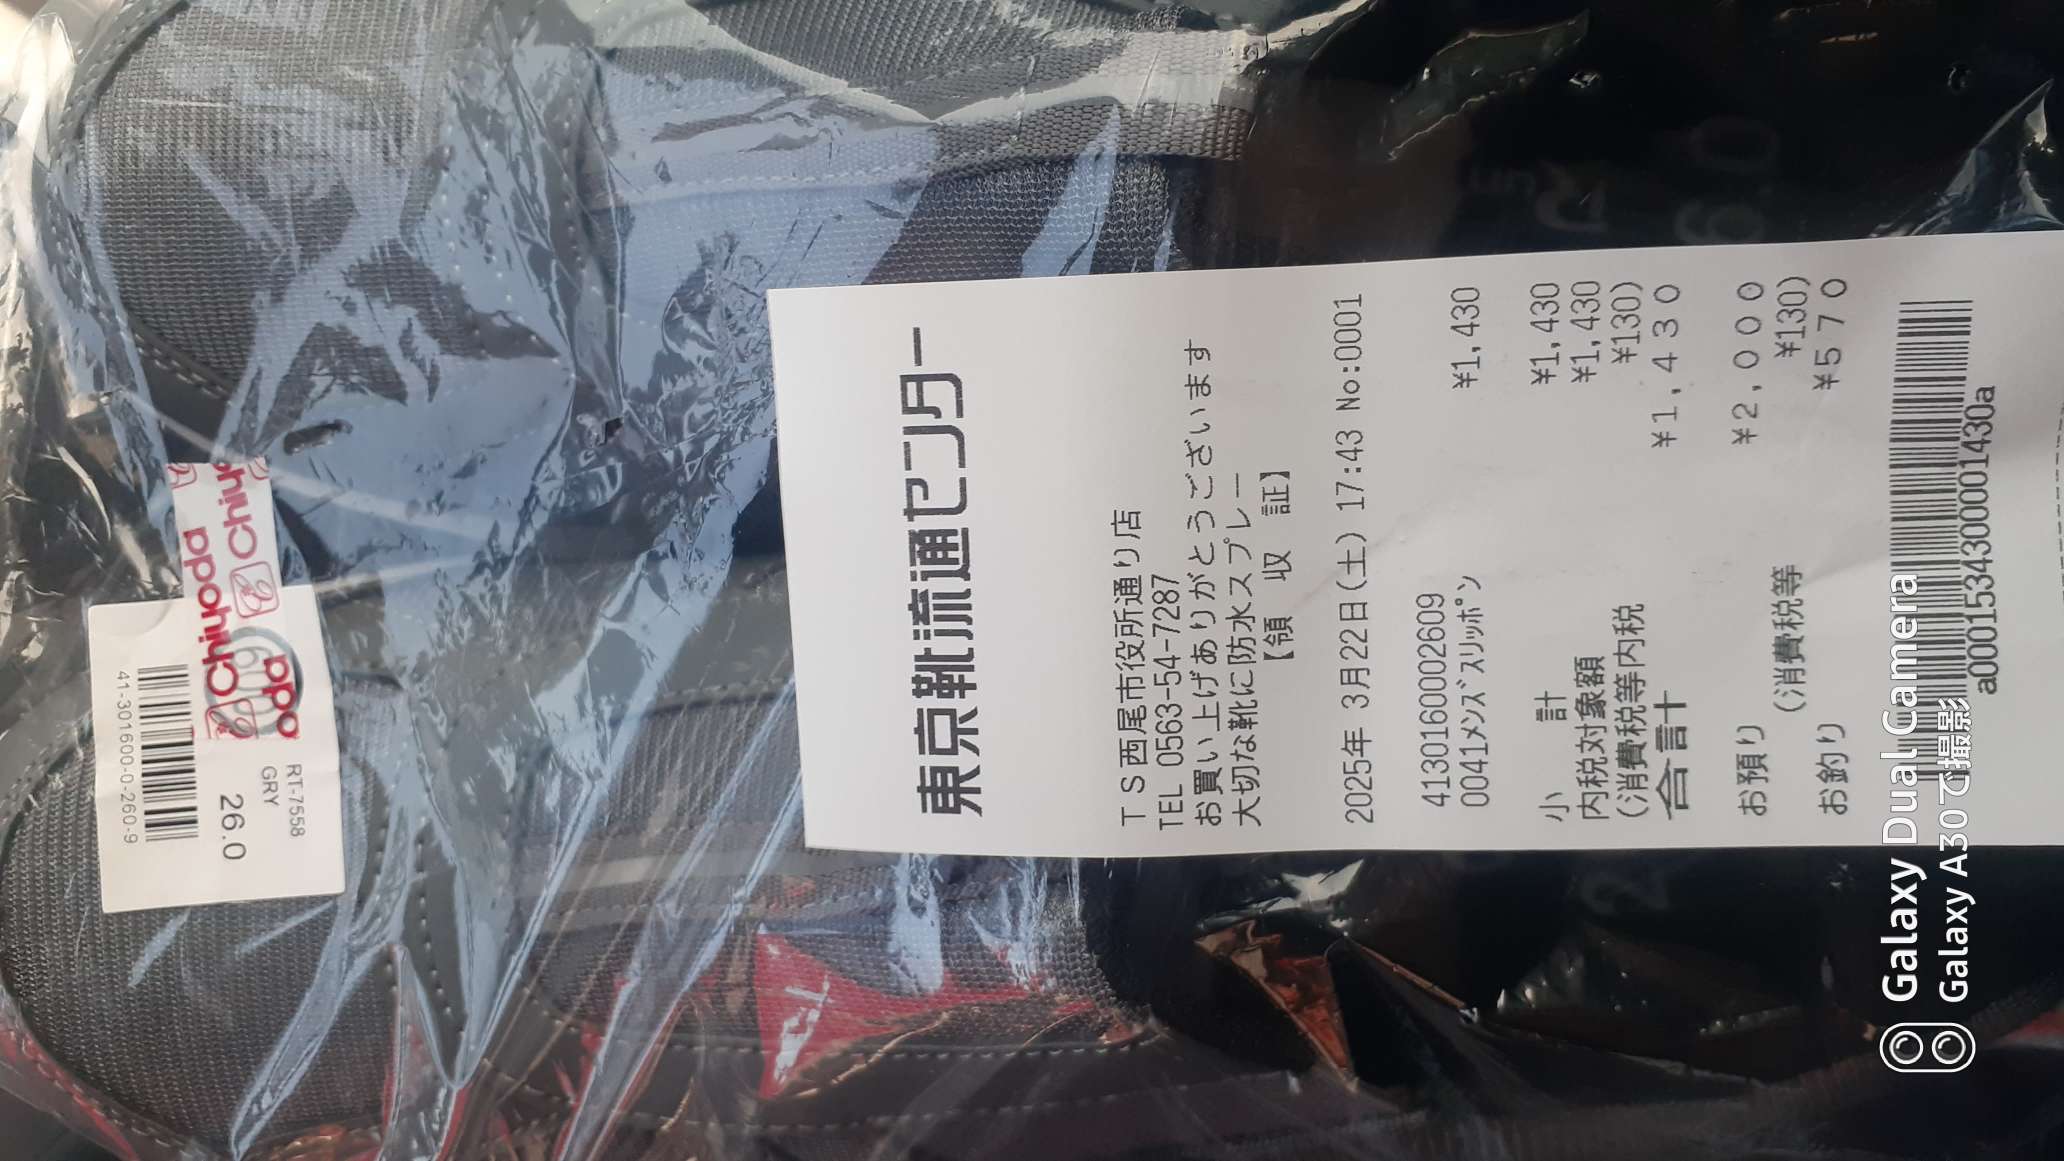 東京靴流通センター
TS西尾市役所通り店
TEL 0563-54-7287
お買い上げありがとうございます
大切な靴に防水スプレー
【領 収 証】
2025年 3月22日(土) 17:43 No:0001
4130160002609
0041ﾒﾝｽﾞｽﾘｯﾎﾟﾝ ¥1,430
小 計 ¥1,430
内税対象額 ¥1,430
(消費税等内税 ¥130)
合計 ¥1,430
お預り ¥2,000
(消費税等 ¥130)
お釣り ¥570
a00015343000001430a
41-301600-0-260-9
Chiyoda
Chiy
RT-7558
GRY
26.0
Galaxy Dual Camera
Galaxy A30で撮影